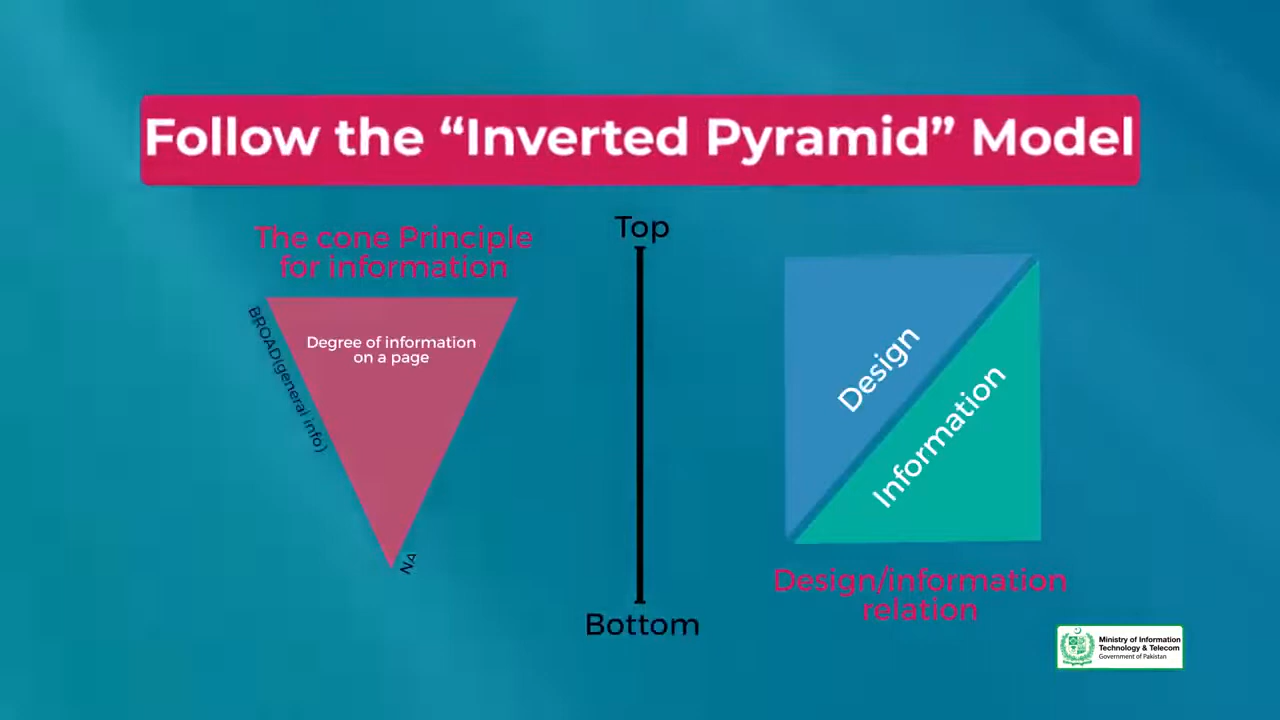 Follow the “Inverted Pyramid” Model
The cone Principle
for information
BROAD(general info)
Degree of information
on a page
NA
Top
Bottom
Design
Information
Design/information
relation
Ministry of Information
Technology & Telecom
Government of Pakistan